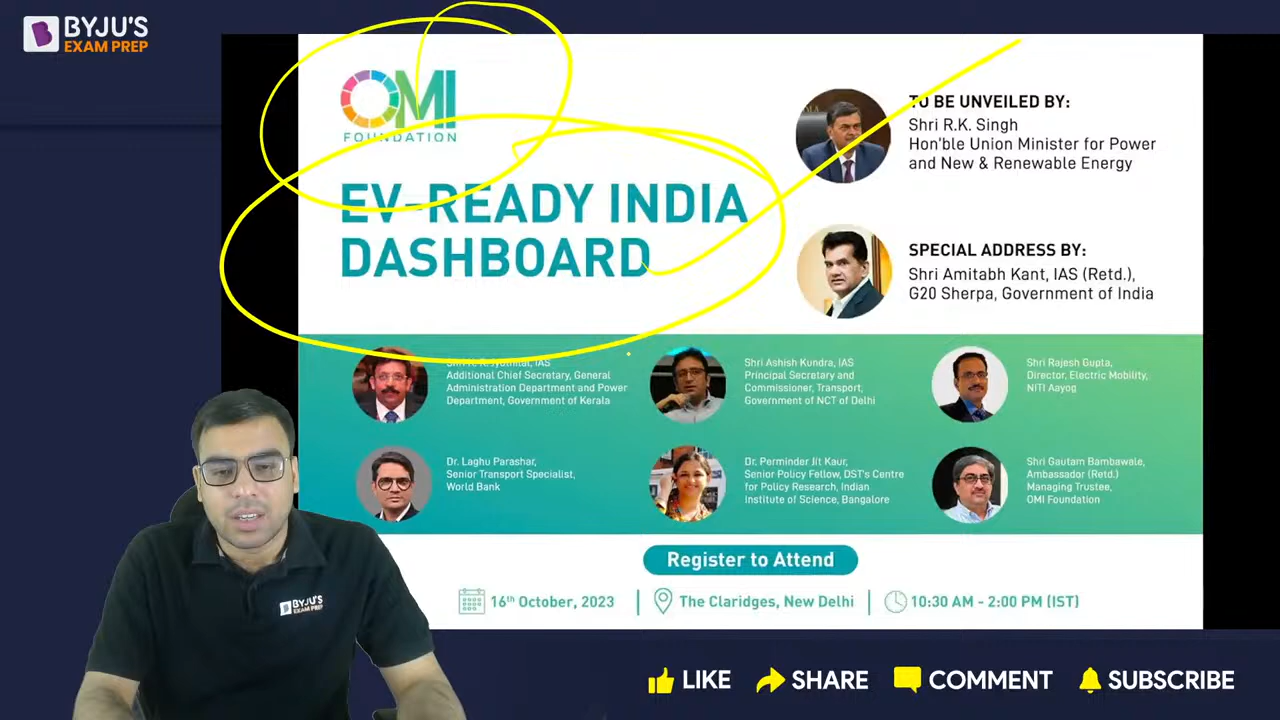 BYJU'S
EXAM PREP
OMI
FOUNDATION
EV-READY INDIA
DASHBOARD
TO BE UNVEILED BY:
Shri R.K. Singh
Hon'ble Union Minister for Power
and New & Renewable Energy
SPECIAL ADDRESS BY:
Shri Amitabh Kant, IAS (Retd.),
G20 Sherpa, Government of India
IAS
Additional Chief Secretary, General
Administration Department and Power
Department, Government of Kerala
Shri Ashish Kundra, IAS
Principal Secretary and
Commissioner, Transport,
Government of NCT of Delhi
Shri Rajesh Gupta,
Director, Electric Mobility,
NITI Aayog
Dr. Laghu Parashar,
Senior Transport Specialist,
World Bank
Dr. Perminder Jit Kaur,
Senior Policy Fellow, DST's Centre
for Policy Research, Indian
Institute of Science, Bangalore
Shri Gautam Bambawale,
Ambassador (Retd.)
Managing Trustee,
OMI Foundation
Register to Attend
16th October, 2023
The Claridges, New Delhi
10:30 AM - 2:00 PM (IST)
BYJU'S
EXAM PREP
LIKE
SHARE
COMMENT
SUBSCRIBE